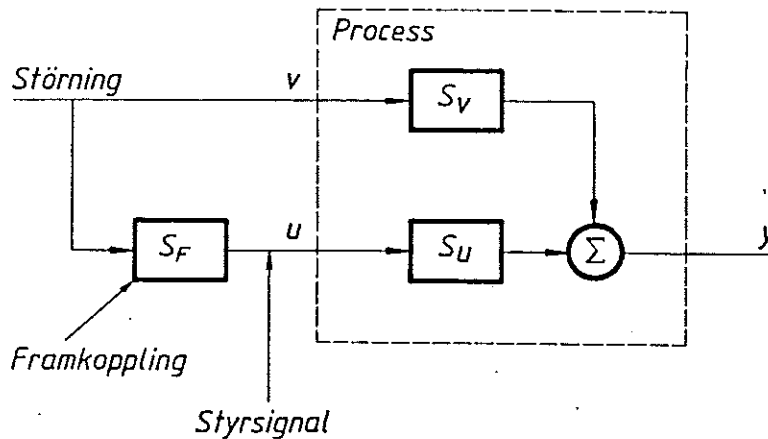 Process
Störning
v
S_V
S_F
u
S_U
Σ
y
Framkoppling
Styrsignal